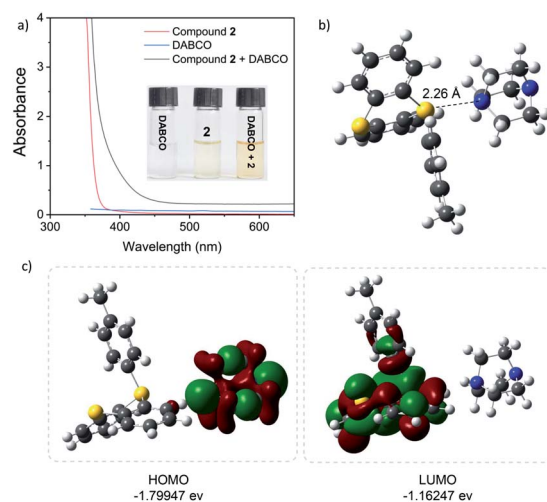 a)
Compound 2
DABCO
Compound 2 + DABCO
Absorbance
4
3
2
1
0
300
400
500
600
Wavelength (nm)
DABCO
2
DABCO + 2
b)
2.26 Å
c)
HOMO
-1.79947 ev
LUMO
-1.16247 ev